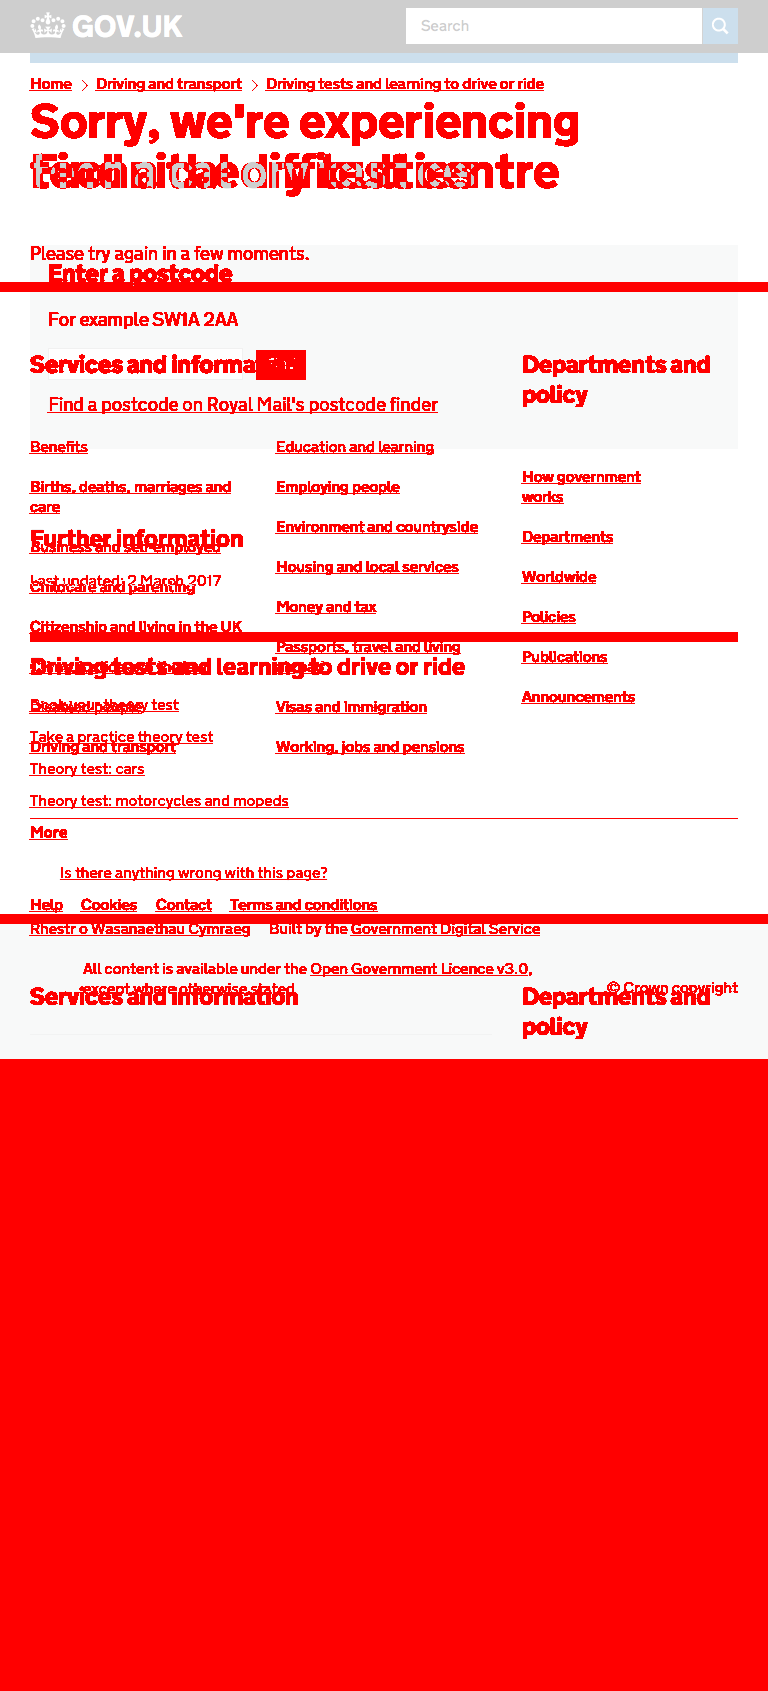 GOV.UK
Search
Home Driving and transport Driving tests and learning to drive or ride
Sorry, we're experiencing
technical difficulties
Find a theory test centre
Please try again in a few moments.
Enter a postcode
For example SW1A 2AA
Services and information
Departments and
policy
Find a postcode on Royal Mail's postcode finder
Benefits
Education and learning
How government
works
Births, deaths, marriages and
care
Employing people
Environment and countryside
Departments
Further information
Business and self-employed
Housing and local services
Worldwide
Last updated: 2 March 2017
Childcare and parenting
Money and tax
Policies
Citizenship and living in the UK
Passports, travel and living
Publications
Driving tests and learning to drive or ride
Announcements
Book your theory test
Disabled people
Visas and immigration
Take a practice theory test
Driving and transport
Working, jobs and pensions
Theory test: cars
Theory test: motorcycles and mopeds
More
Is there anything wrong with this page?
Help Cookies Contact Terms and conditions
Rhestr o Wasanaethau Cymraeg Built by the Government Digital Service
All content is available under the Open Government Licence v3.0,
except where otherwise stated
© Crown copyright
Services and information
Departments and
policy